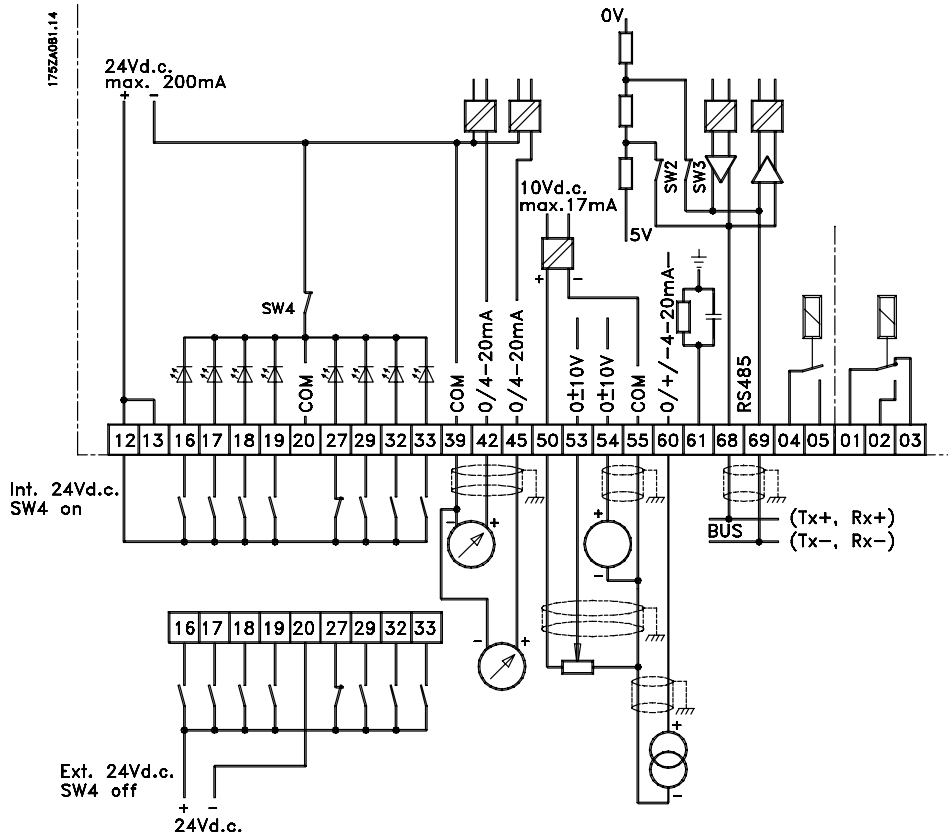 175ZA081.14
24Vd.c.
max. 200mA
+ −
0V
SW2
SW3
5V
10Vd.c.
max.17mA
+ −
SW4
COM
COM
0/4−20mA
0/4−20mA
0±10V
0±10V
COM
0/+/−4−20mA−
RS485
12 13 16 17 18 19 20 27 29 32 33 39 42 45 50 53 54 55 60 61 68 69 04 05 01 02 03
Int. 24Vd.c.
SW4 on
− +
+
−
BUS
(Tx+, Rx+)
(Tx−, Rx−)
16 17 18 19 20 27 29 32 33
− +
+
−
Ext. 24Vd.c.
SW4 off
+ −
24Vd.c.